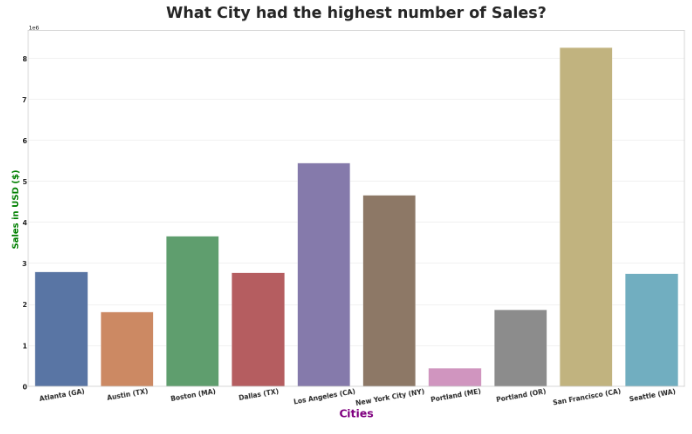 What City had the highest number of Sales?
1e6
8
7
6
5
4
3
2
1
0
Sales in USD ($)
Atlanta (GA)
Austin (TX)
Boston (MA)
Dallas (TX)
Los Angeles (CA)
New York City (NY)
Portland (ME)
Portland (OR)
San Francisco (CA)
Seattle (WA)
Cities